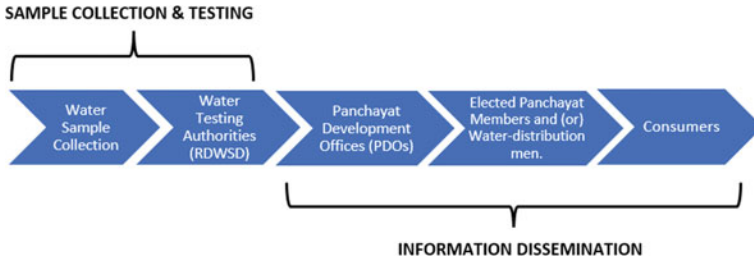 SAMPLE COLLECTION & TESTING
Water
Sample
Collection
Water
Testing
Authorities
(RDWSD)
Panchayat
Development
Offices (PDOs)
Elected Panchayat
Members and (or)
Water-distribution
men.
Consumers
INFORMATION DISSEMINATION